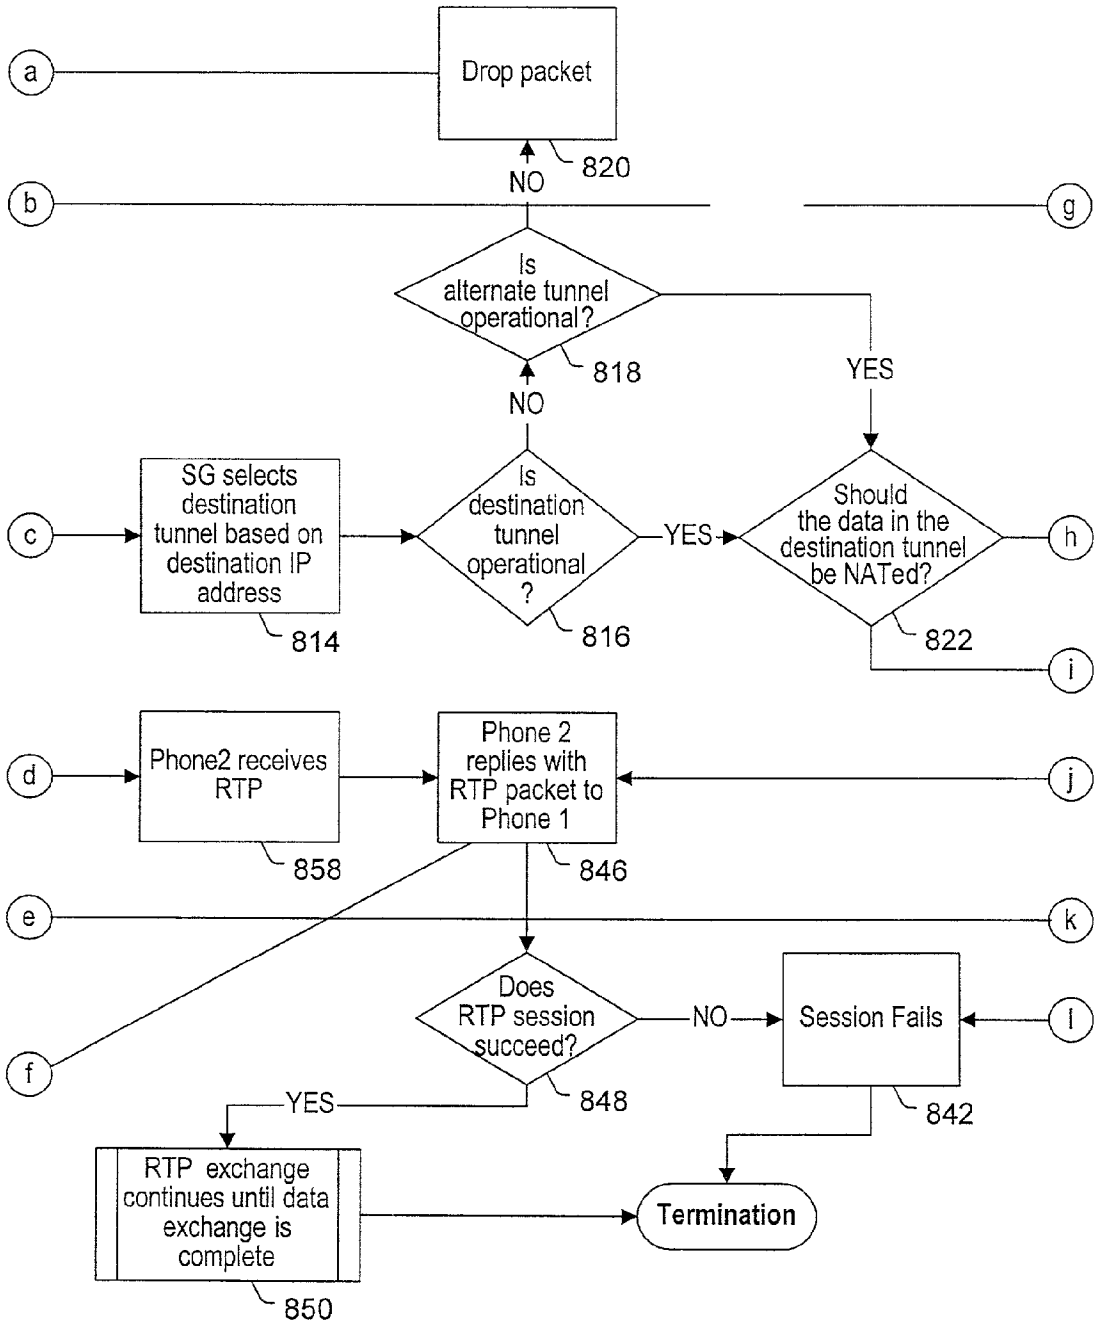 a
Drop packet
820
NO
b
g
Is
alternate tunnel
operational?
818
YES
NO
c
SG selects
destination
tunnel based on
destination IP
address
814
Is
destination
tunnel
operational
?
816
YES
Should
the data in the
destination tunnel
be NATed?
822
h
i
d
Phone2 receives
RTP
858
Phone 2
replies with
RTP packet to
Phone 1
846
j
e
k
Does
RTP session
succeed?
848
NO
Session Fails
842
l
f
YES
RTP exchange
continues until data
exchange is
complete
850
Termination